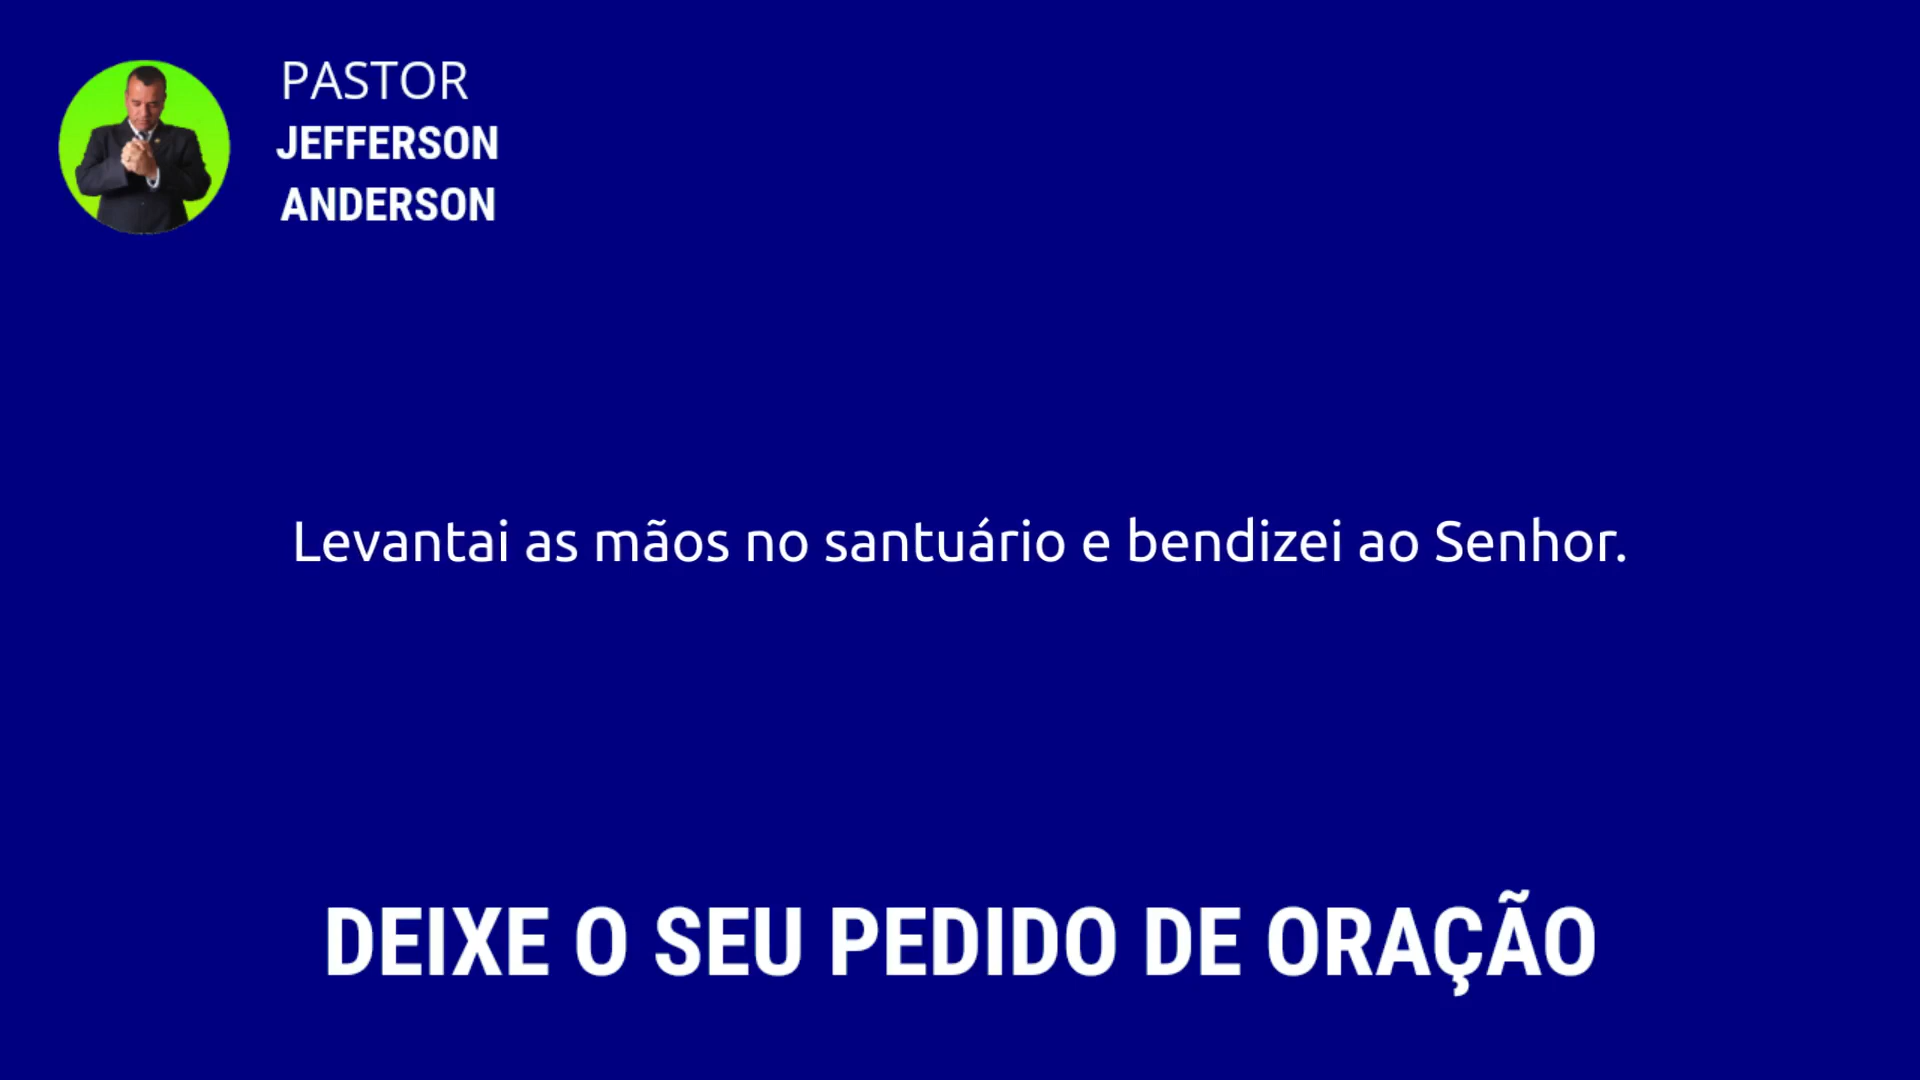 PASTOR
JEFFERSON
ANDERSON
Levantai as mãos no santuário e bendizei ao Senhor.
DEIXE O SEU PEDIDO DE ORAÇÃO